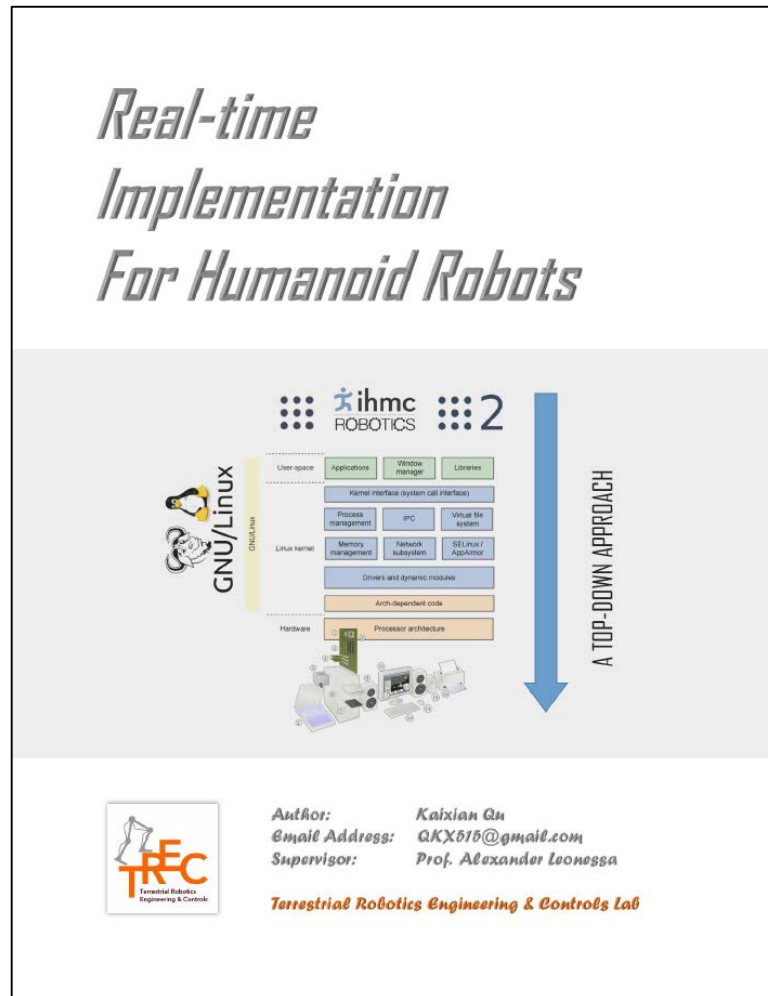 Real-time
Implementation
For Humanoid Robots
ihmc
ROBOTICS
2
GNU/Linux
GNU/Linux
User-space
Applications
Window manager
Libraries
Kernel interface (system call interface)
Linux kernel
Process management
IPC
Virtual file system
Memory management
Network subsystem
SELinux / AppArmor
Drivers and dynamic modules
Arch-dependent code
Hardware
Processor architecture
A TOP-DOWN APPROACH
TREC
Terrestrial Robotics
Engineering & Controls
Author: Kaixian Qu
Email Address: QKX515@gmail.com
Supervisor: Prof. Alexander Leonessa
Terrestrial Robotics Engineering & Controls Lab